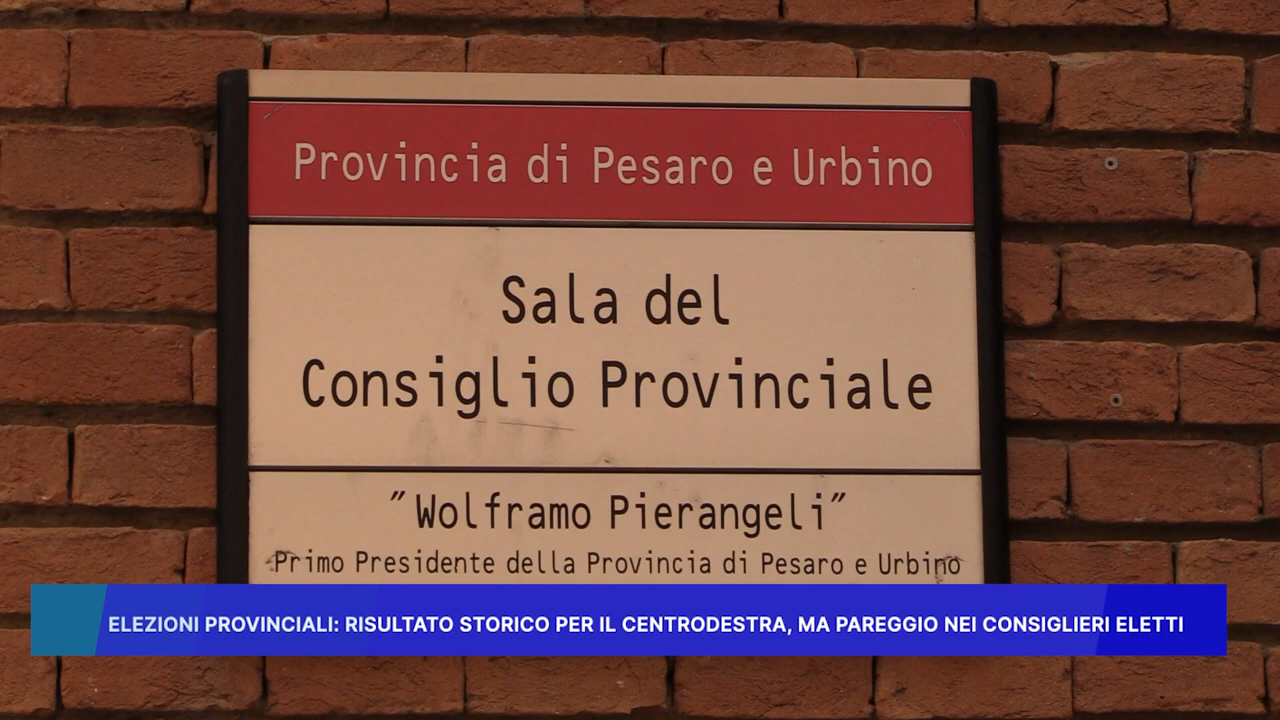 Provincia di Pesaro e Urbino
Sala del
Consiglio Provinciale
"Wolframo Pierangeli"
Primo Presidente della Provincia di Pesaro e Urbino
ELEZIONI PROVINCIALI: RISULTATO STORICO PER IL CENTRODESTRA, MA PAREGGIO NEI CONSIGLIERI ELETTI